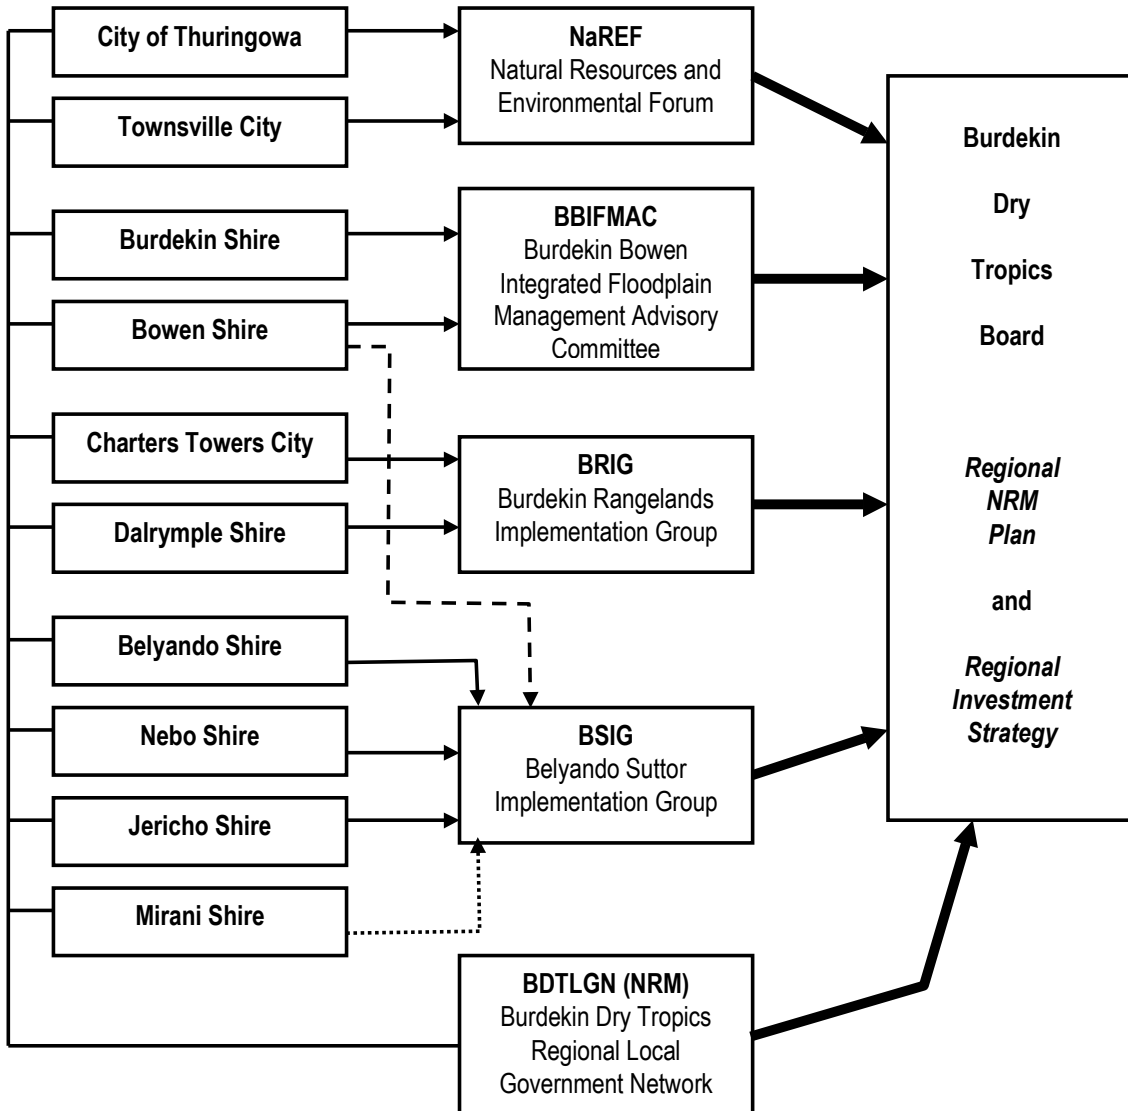 City of Thuringowa
Townsville City
Burdekin Shire
Bowen Shire
Charters Towers City
Dalrymple Shire
Belyando Shire
Nebo Shire
Jericho Shire
Mirani Shire
NaREF
Natural Resources and
Environmental Forum
BBIFMAC
Burdekin Bowen
Integrated Floodplain
Management Advisory
Committee
BRIG
Burdekin Rangelands
Implementation Group
BSIG
Belyando Suttor
Implementation Group
BDTLGN (NRM)
Burdekin Dry Tropics
Regional Local
Government Network
Burdekin
Dry
Tropics
Board
Regional
NRM
Plan
and
Regional
Investment
Strategy